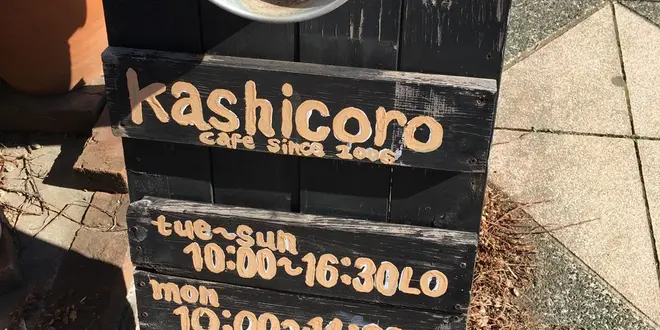 kashicoro
cafe since 2006
tue~sun
10:00~16:30LO
mon